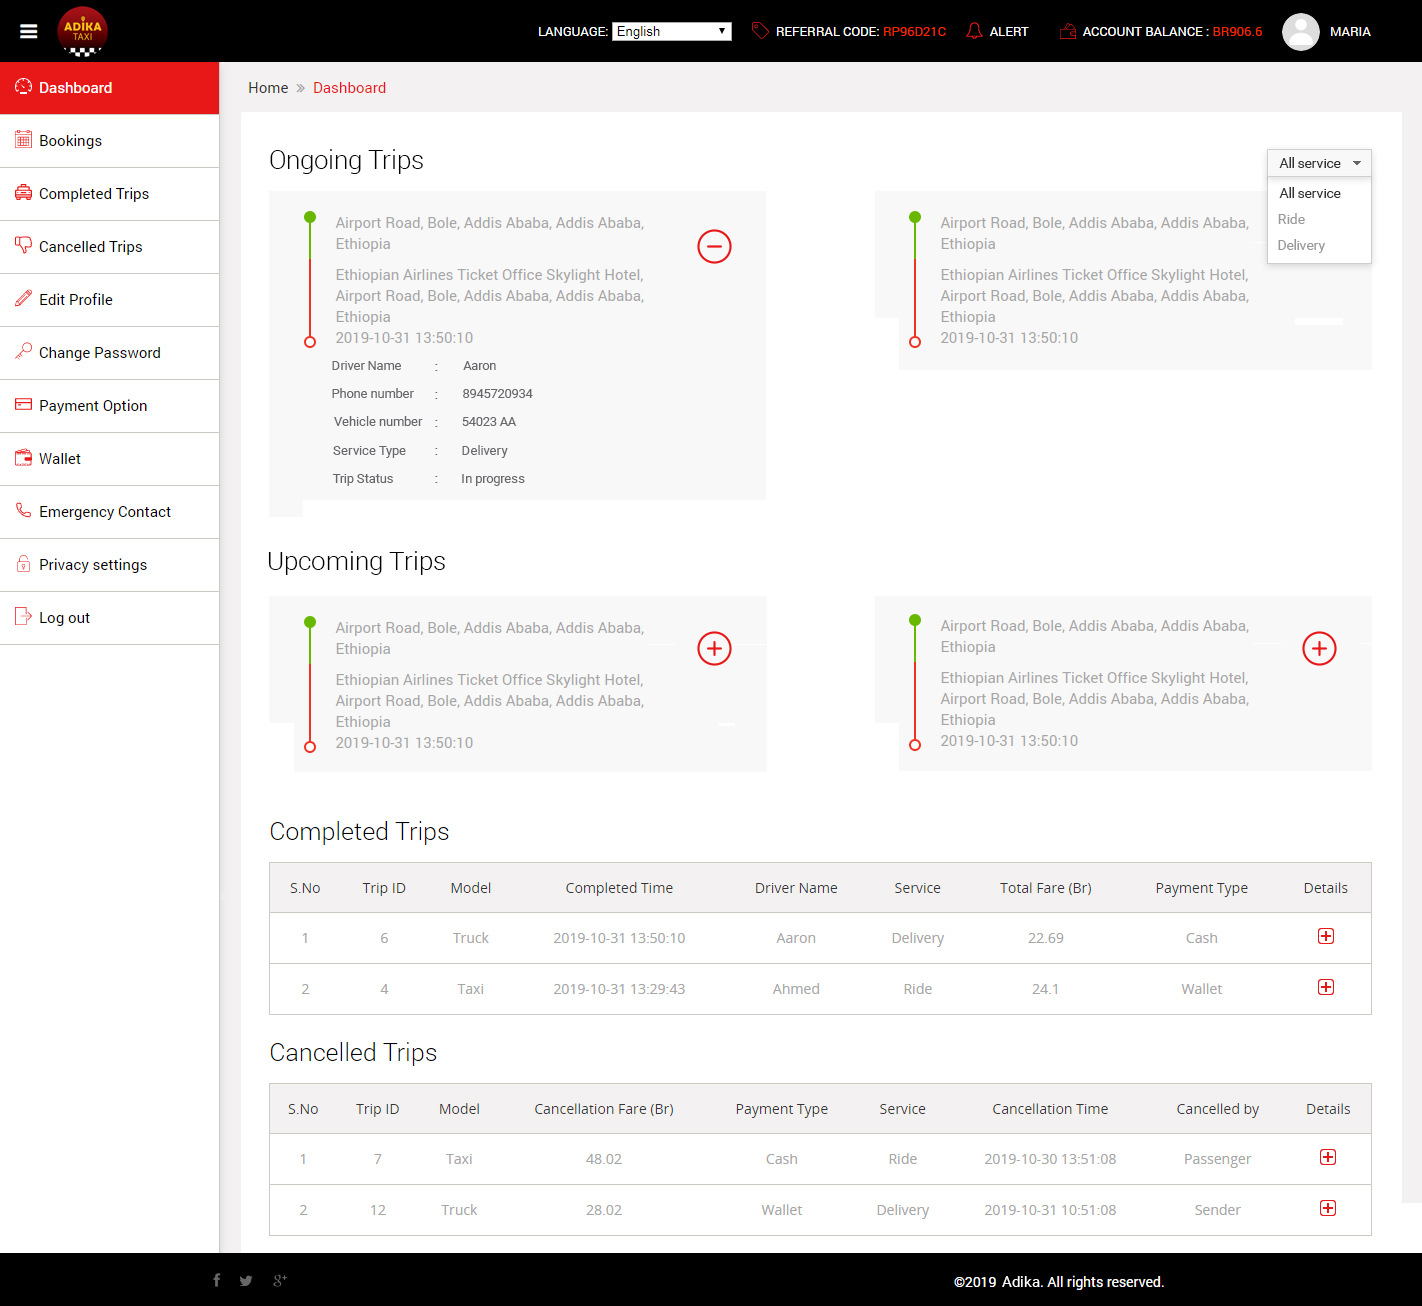 ADIKA
TAXI
LANGUAGE: English
REFERRAL CODE: RP96D21C
ALERT
ACCOUNT BALANCE : BR906.6
MARIA
Dashboard
Bookings
Completed Trips
Cancelled Trips
Edit Profile
Change Password
Payment Option
Wallet
Emergency Contact
Privacy settings
Log out
Home » Dashboard
Ongoing Trips
All service
All service
Ride
Delivery
Airport Road, Bole, Addis Ababa, Addis Ababa,
Ethiopia
Ethiopian Airlines Ticket Office Skylight Hotel,
Airport Road, Bole, Addis Ababa, Addis Ababa,
Ethiopia
2019-10-31 13:50:10
Driver Name : Aaron
Phone number : 8945720934
Vehicle number : 54023 AA
Service Type : Delivery
Trip Status : In progress
Airport Road, Bole, Addis Ababa, Addis Ababa,
Ethiopia
Ethiopian Airlines Ticket Office Skylight Hotel,
Airport Road, Bole, Addis Ababa, Addis Ababa,
Ethiopia
2019-10-31 13:50:10
Upcoming Trips
Airport Road, Bole, Addis Ababa, Addis Ababa,
Ethiopia
Ethiopian Airlines Ticket Office Skylight Hotel,
Airport Road, Bole, Addis Ababa, Addis Ababa,
Ethiopia
2019-10-31 13:50:10
Airport Road, Bole, Addis Ababa, Addis Ababa,
Ethiopia
Ethiopian Airlines Ticket Office Skylight Hotel,
Airport Road, Bole, Addis Ababa, Addis Ababa,
Ethiopia
2019-10-31 13:50:10
Completed Trips
S.No Trip ID Model Completed Time Driver Name Service Total Fare (Br) Payment Type Details
1 6 Truck 2019-10-31 13:50:10 Aaron Delivery 22.69 Cash
2 4 Taxi 2019-10-31 13:29:43 Ahmed Ride 24.1 Wallet
Cancelled Trips
S.No Trip ID Model Cancellation Fare (Br) Payment Type Service Cancellation Time Cancelled by Details
1 7 Taxi 48.02 Cash Ride 2019-10-30 13:51:08 Passenger
2 12 Truck 28.02 Wallet Delivery 2019-10-31 10:51:08 Sender
©2019 Adika. All rights reserved.